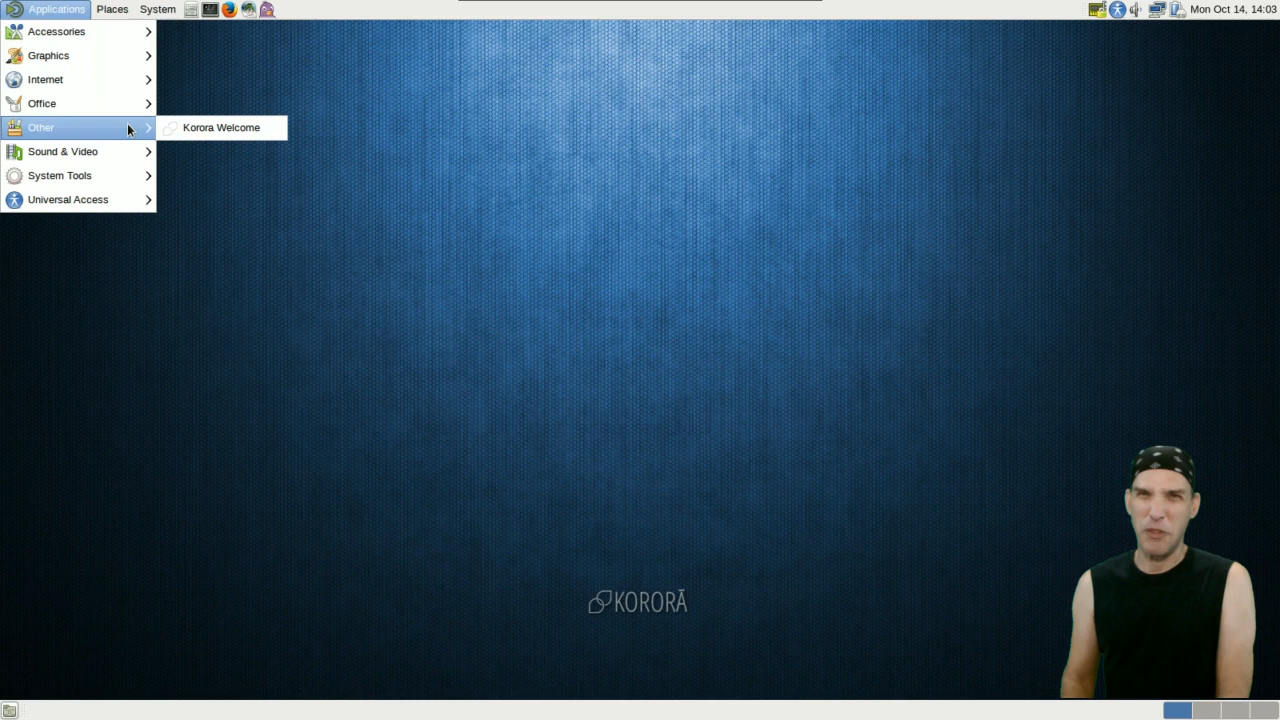 Applications Places System Mon Oct 14, 14:03
Accessories
Graphics
Internet
Office
Other
Korora Welcome
Sound & Video
System Tools
Universal Access
KORORĀ